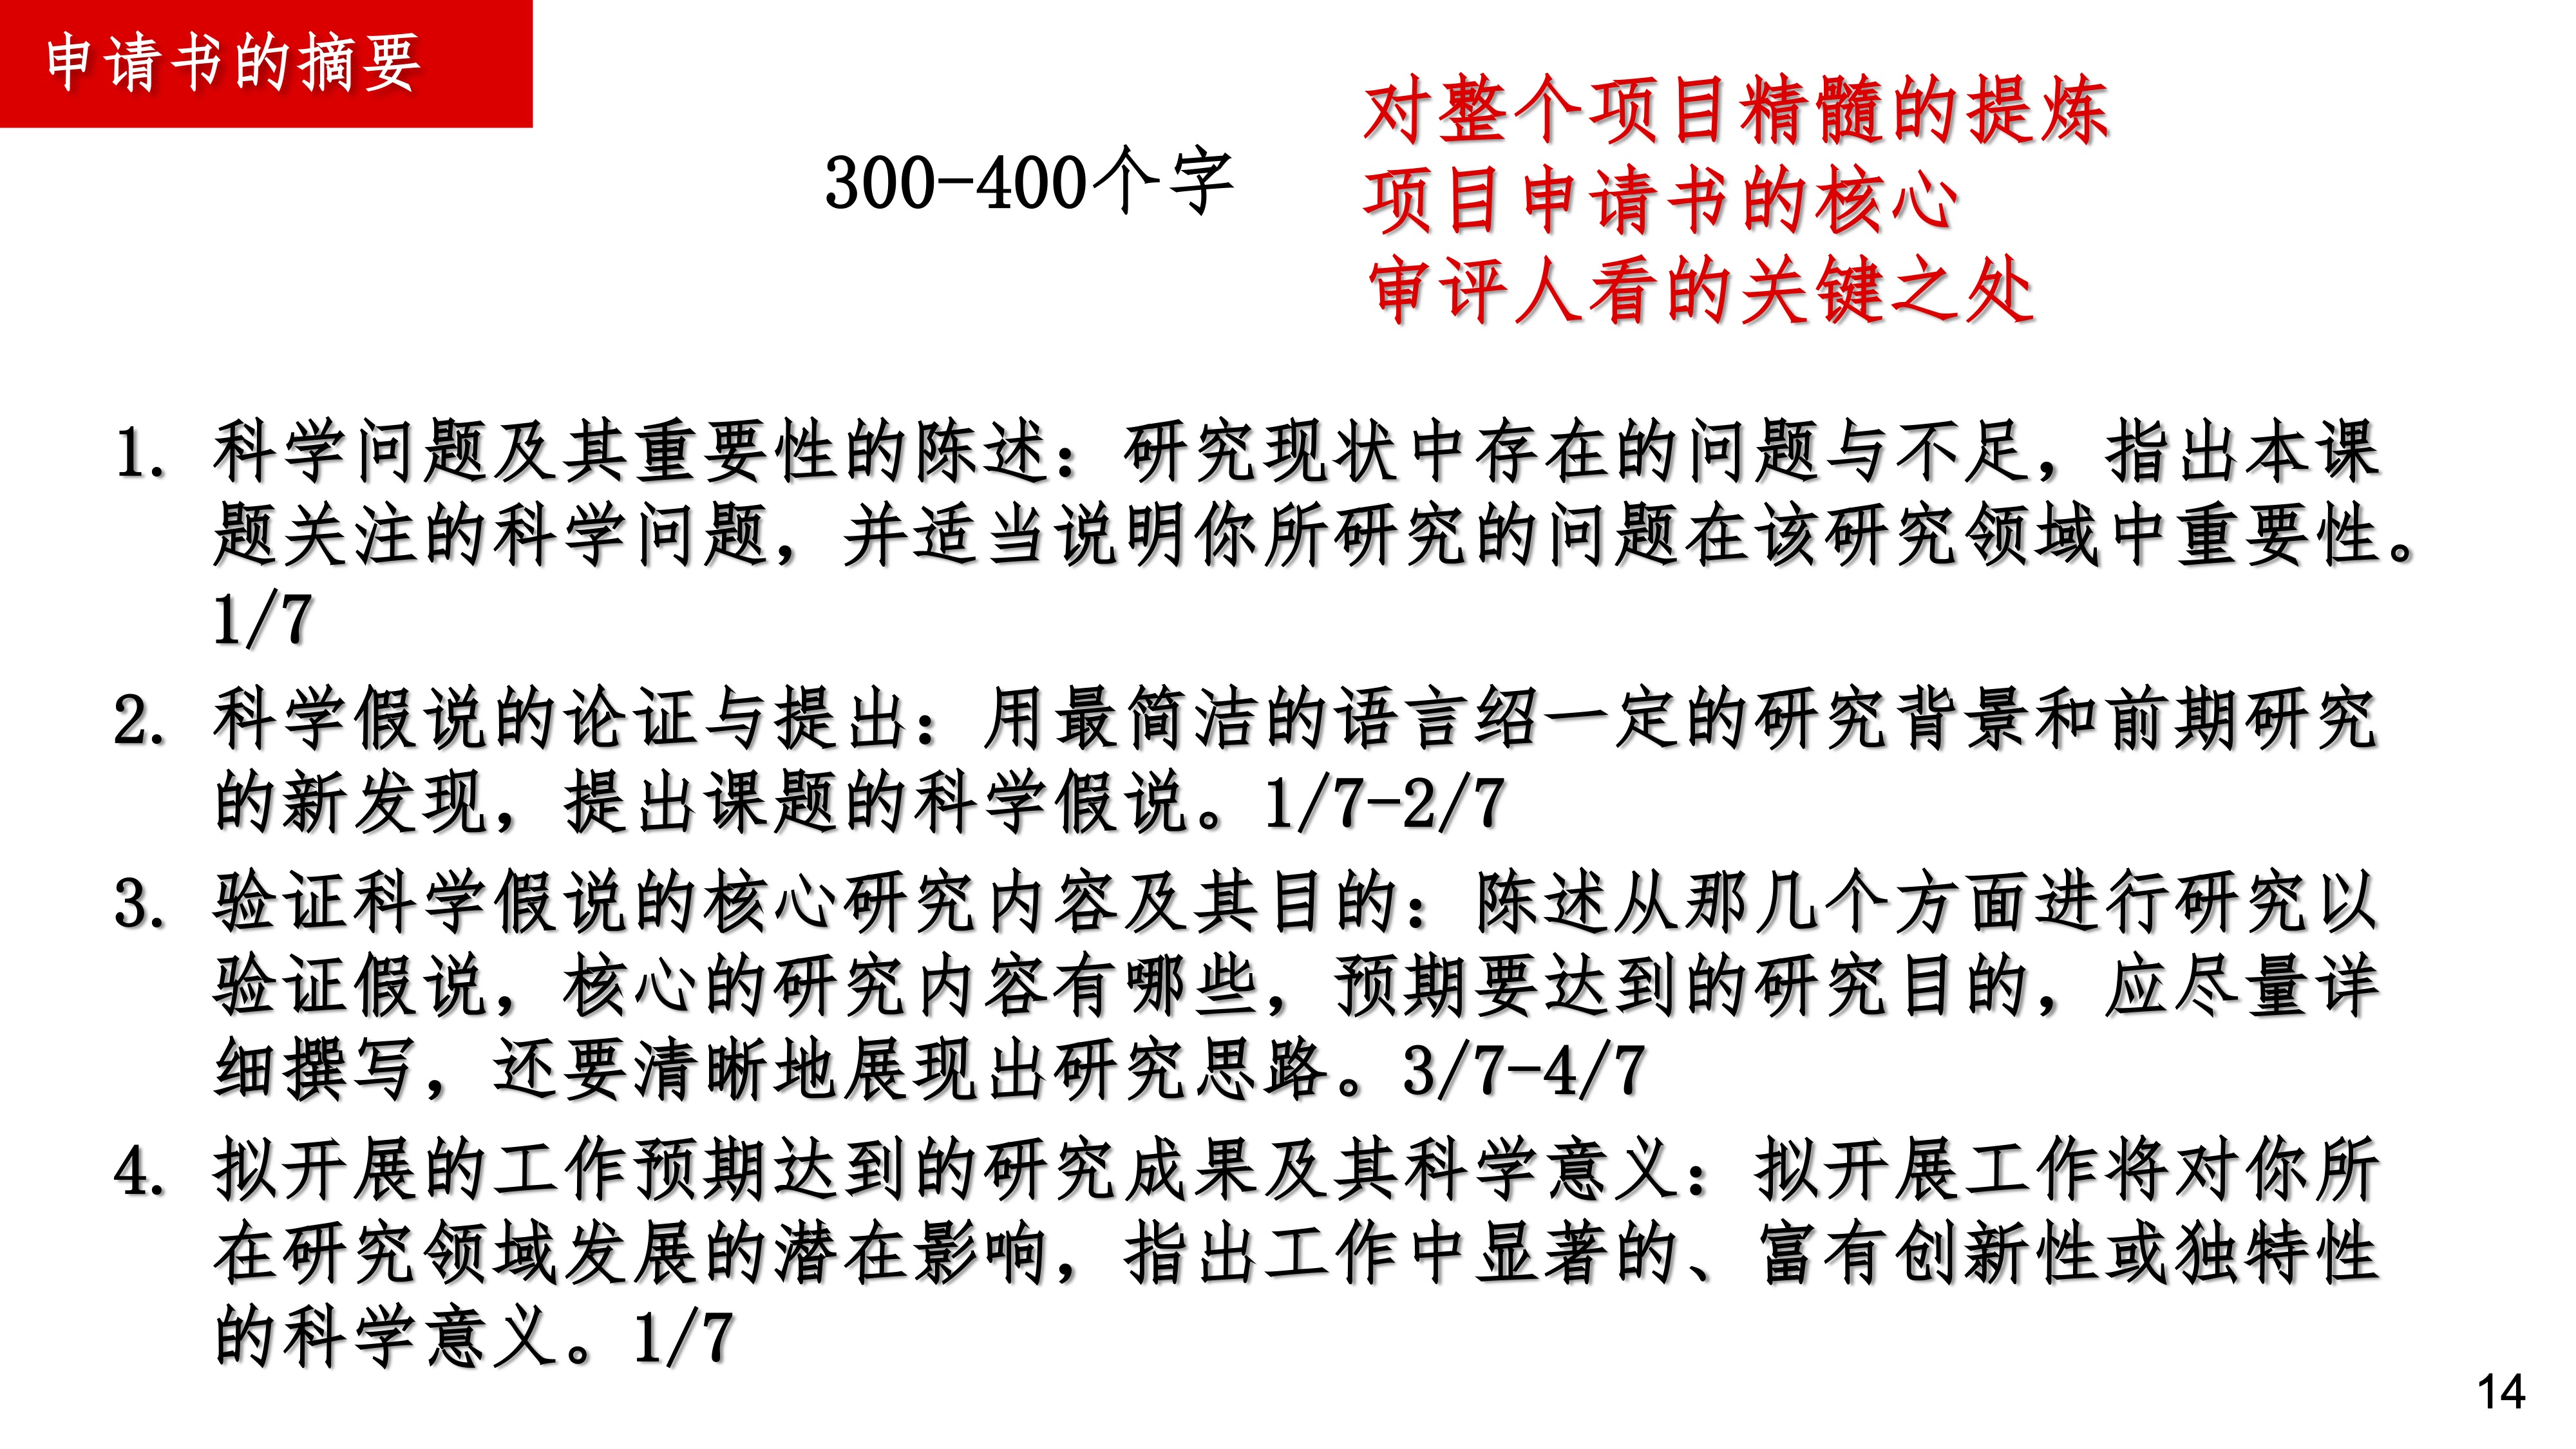 申请书的摘要
300-400个字
对整个项目精髓的提炼
项目申请书的核心
审评人看的关键之处
1. 科学问题及其重要性的陈述：研究现状中存在的问题与不足，指出本课
题关注的科学问题，并适当说明你所研究的问题在该研究领域中重要性。
1/7
2. 科学假说的论证与提出：用最简洁的语言绍一定的研究背景和前期研究
的新发现，提出课题的科学假说。1/7-2/7
3. 验证科学假说的核心研究内容及其目的：陈述从那几个方面进行研究以
验证假说，核心的研究内容有哪些，预期要达到的研究目的，应尽量详
细撰写，还要清晰地展现出研究思路。3/7-4/7
4. 拟开展的工作预期达到的研究成果及其科学意义：拟开展工作将对你所
在研究领域发展的潜在影响，指出工作中显著的、富有创新性或独特性
的科学意义。1/7
14